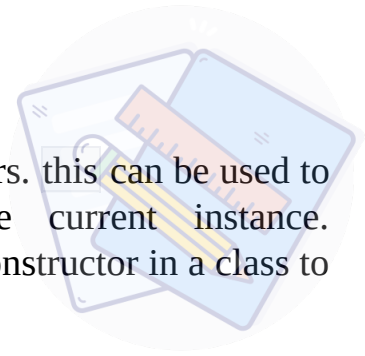 rs. this can be used to
e current instance.
onstructor in a class to